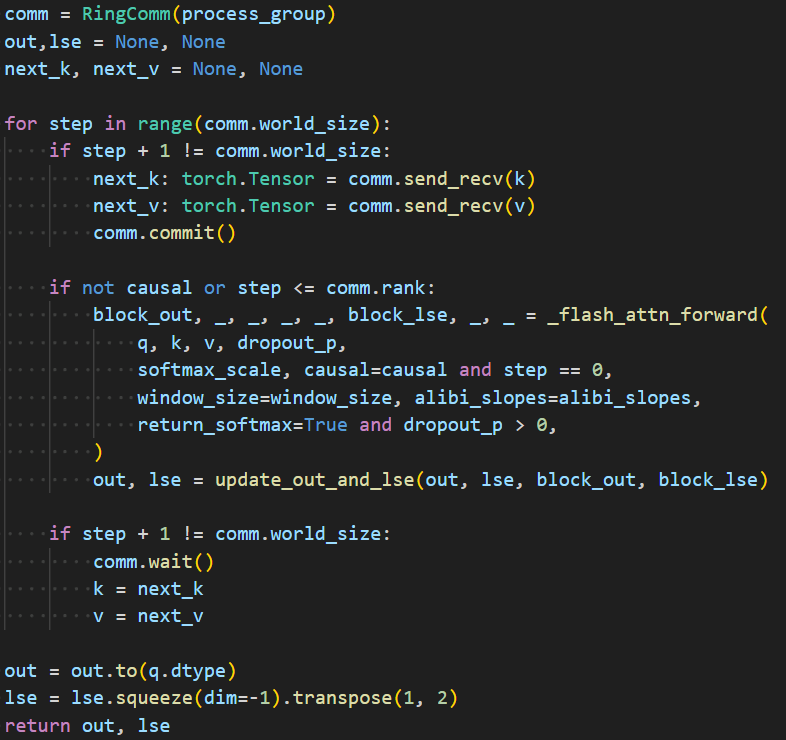 comm = RingComm(process_group)
out,lse = None, None
next_k, next_v = None, None

for step in range(comm.world_size):
    if step + 1 != comm.world_size:
        next_k: torch.Tensor = comm.send_recv(k)
        next_v: torch.Tensor = comm.send_recv(v)
        comm.commit()

    if not causal or step <= comm.rank:
        block_out, _, _, _, _, block_lse, _, _ = _flash_attn_forward(
            q, k, v, dropout_p,
            softmax_scale, causal=causal and step == 0,
            window_size=window_size, alibi_slopes=alibi_slopes,
            return_softmax=True and dropout_p > 0,
        )
        out, lse = update_out_and_lse(out, lse, block_out, block_lse)

    if step + 1 != comm.world_size:
        comm.wait()
        k = next_k
        v = next_v

out = out.to(q.dtype)
lse = lse.squeeze(dim=-1).transpose(1, 2)
return out, lse